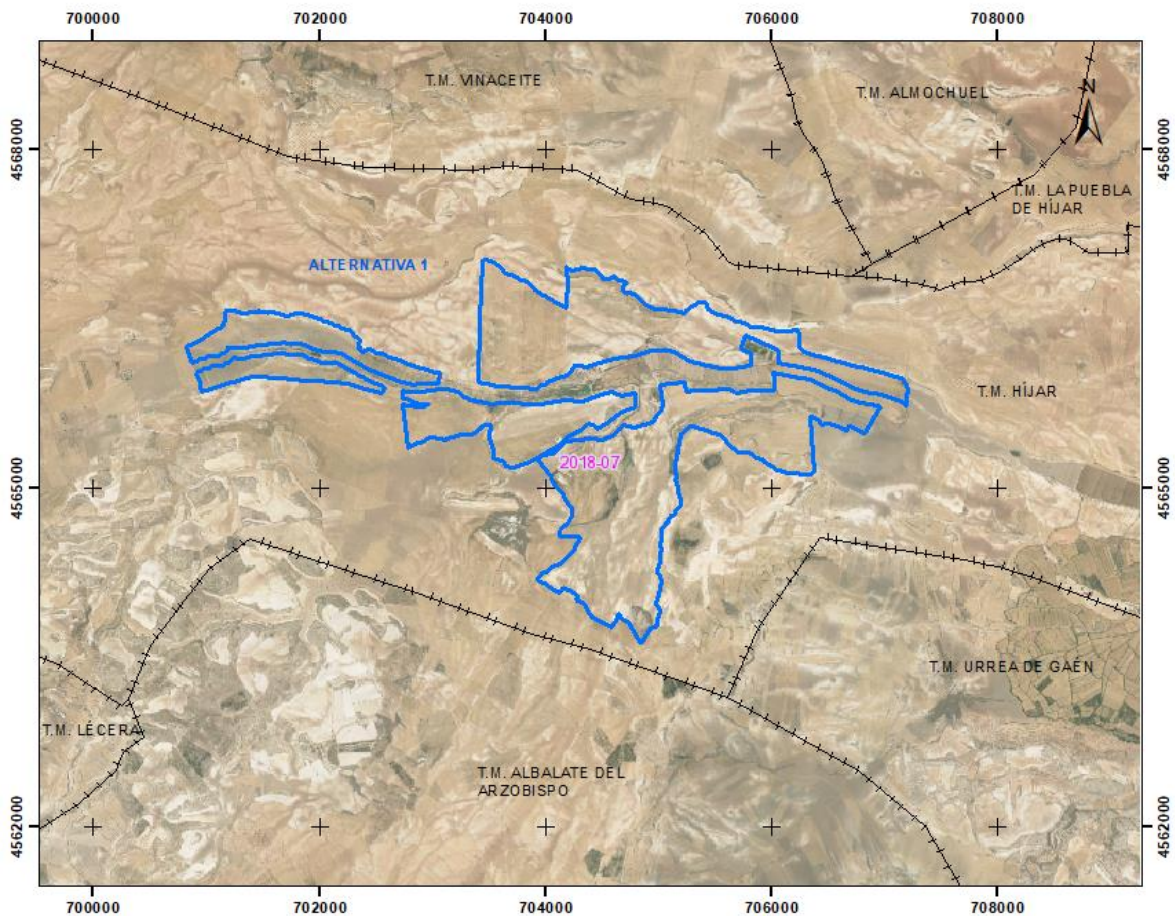 700000 702000 704000 706000 708000
T.M. VINACEITE
T.M. ALMOCHUEL
N
4568000
4568000
T.M. LA PUEBLA
DE HÍJAR
ALTERNATIVA 1
T.M. HÍJAR
2018-07
4565000
4565000
T.M. URREA DE GAÉN
T.M. LÉCERA
T.M. ALBALATE DEL
ARZOBISPO
4562000
4562000
700000 702000 704000 706000 708000